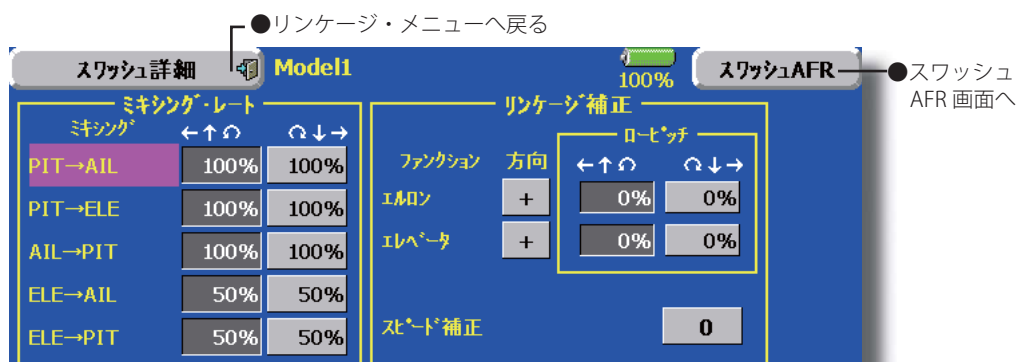 ●リンケージ・メニューへ戻る
スワッシュ詳細 Model1 100% スワッシュAFR
●スワッシュ
AFR 画面へ
ミキシング・レート
ミキシング ←↑↶ ↷↓→
PIT→AIL 100% 100%
PIT→ELE 100% 100%
AIL→PIT 100% 100%
ELE→AIL 50% 50%
ELE→PIT 50% 50%
リンケージ補正
ローピッチ
ファンクション 方向 ←↑↶ ↷↓→
エルロン + 0% 0%
エレベータ + 0% 0%
スピード補正 0